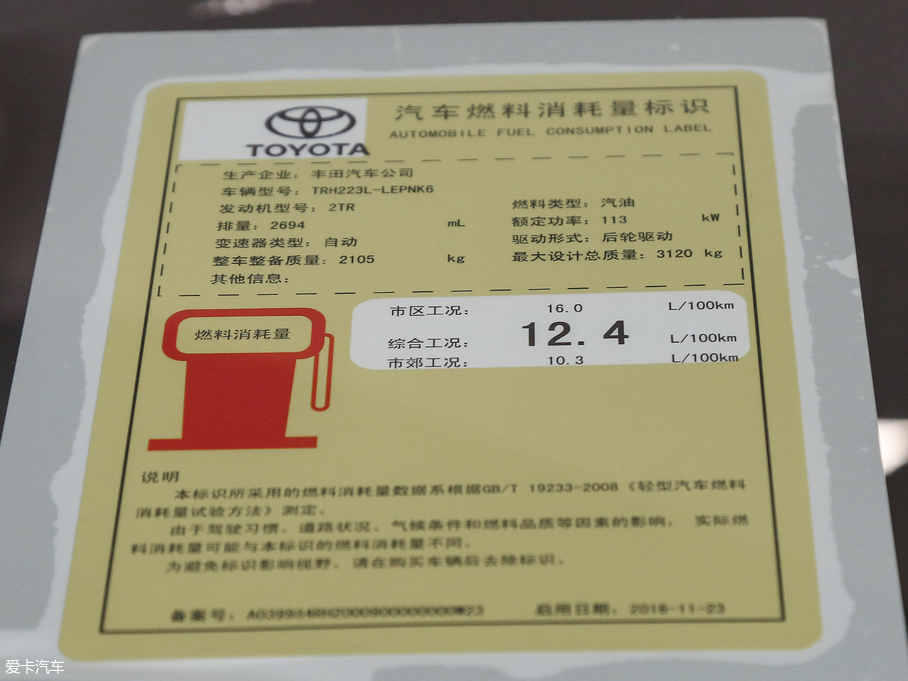 TOYOTA
汽车燃料消耗量标识
AUTOMOBILE FUEL CONSUMPTION LABEL
生产企业：丰田汽车公司
车辆型号：TRH223L-LEPNK6
发动机型号：2TR
燃料类型：汽油
排量：2694 mL
额定功率：113 kW
变速器类型：自动
驱动形式：后轮驱动
整车整备质量：2105 kg
最大设计总质量：3120 kg
其他信息：
燃料消耗量
市区工况： 16.0 L/100km
综合工况： 12.4 L/100km
市郊工况： 10.3 L/100km
说明
本标识所采用的燃料消耗量数据系根据GB/T 19233-2008《轻型汽车燃料
消耗量试验方法》测定。
由于驾驶习惯、道路状况、气候条件和燃料品质等因素的影响，实际燃
料消耗量可能与本标识的燃料消耗量不同。
为避免标识影响视野，请在购买车辆后去除标识。
备案号：
启用日期：2016-11-23
爱卡汽车